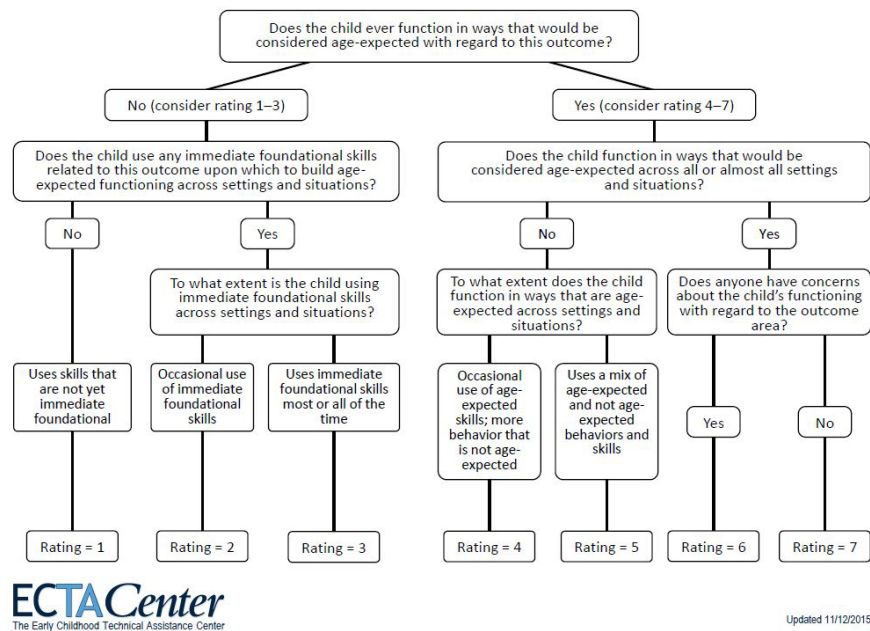 Does the child ever function in ways that would be
considered age-expected with regard to this outcome?
No (consider rating 1–3)
Yes (consider rating 4–7)
Does the child use any immediate foundational skills
related to this outcome upon which to build age-
expected functioning across settings and situations?
Does the child function in ways that would be
considered age-expected across all or almost all settings
and situations?
No
Yes
No
Yes
To what extent is the child using
immediate foundational skills
across settings and situations?
To what extent does the child
function in ways that are age-
expected across settings and
situations?
Does anyone have concerns
about the child’s functioning
with regard to the outcome
area?
Uses skills that
are not yet
immediate
foundational
Occasional use
of immediate
foundational
skills
Uses immediate
foundational skills
most or all of the
time
Occasional
use of age-
expected
skills; more
behavior that
is not age-
expected
Uses a mix of
age-expected
and not age-
expected
behaviors and
skills
Yes
No
Rating = 1
Rating = 2
Rating = 3
Rating = 4
Rating = 5
Rating = 6
Rating = 7
ECTA Center
The Early Childhood Technical Assistance Center
Updated 11/12/2015